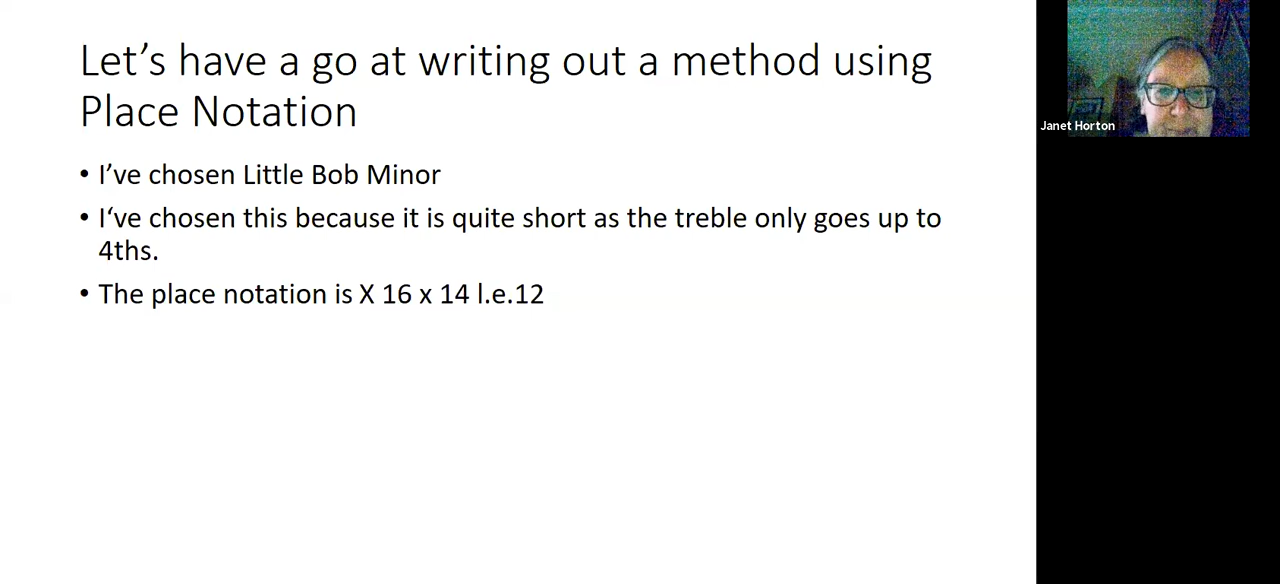 Let’s have a go at writing out a method using
Place Notation
• I’ve chosen Little Bob Minor
• I‘ve chosen this because it is quite short as the treble only goes up to
4ths.
• The place notation is X 16 x 14 l.e.12
Janet Horton